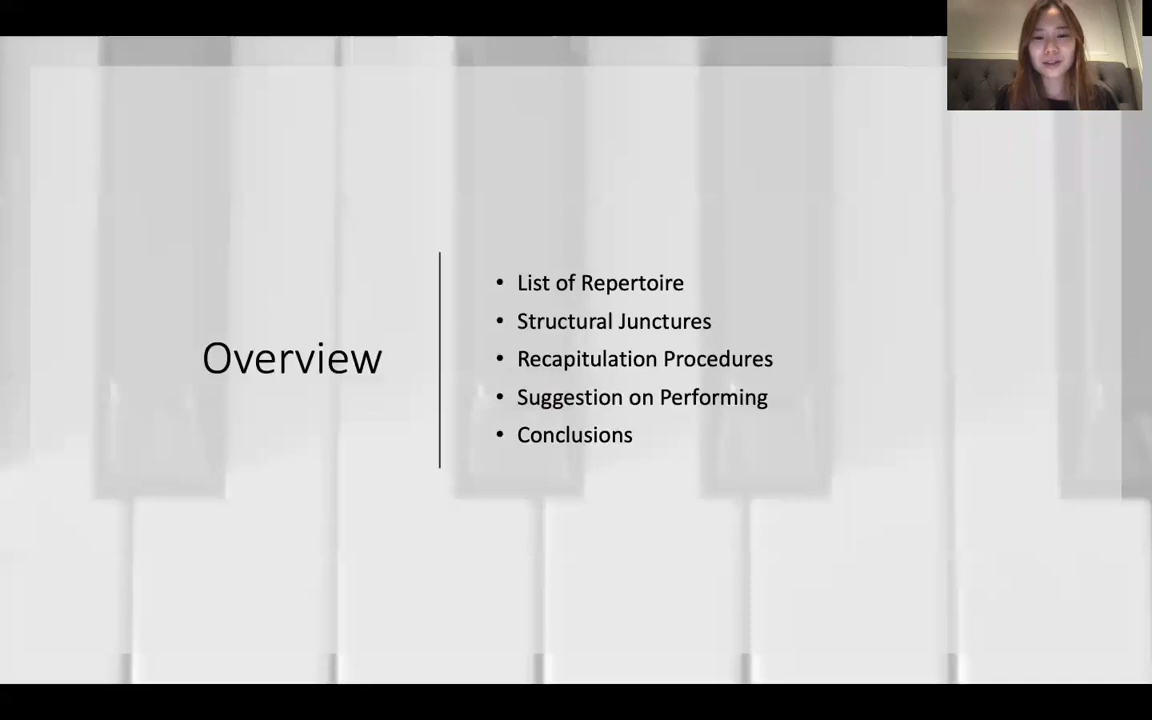 Overview
• List of Repertoire
• Structural Junctures
• Recapitulation Procedures
• Suggestion on Performing
• Conclusions